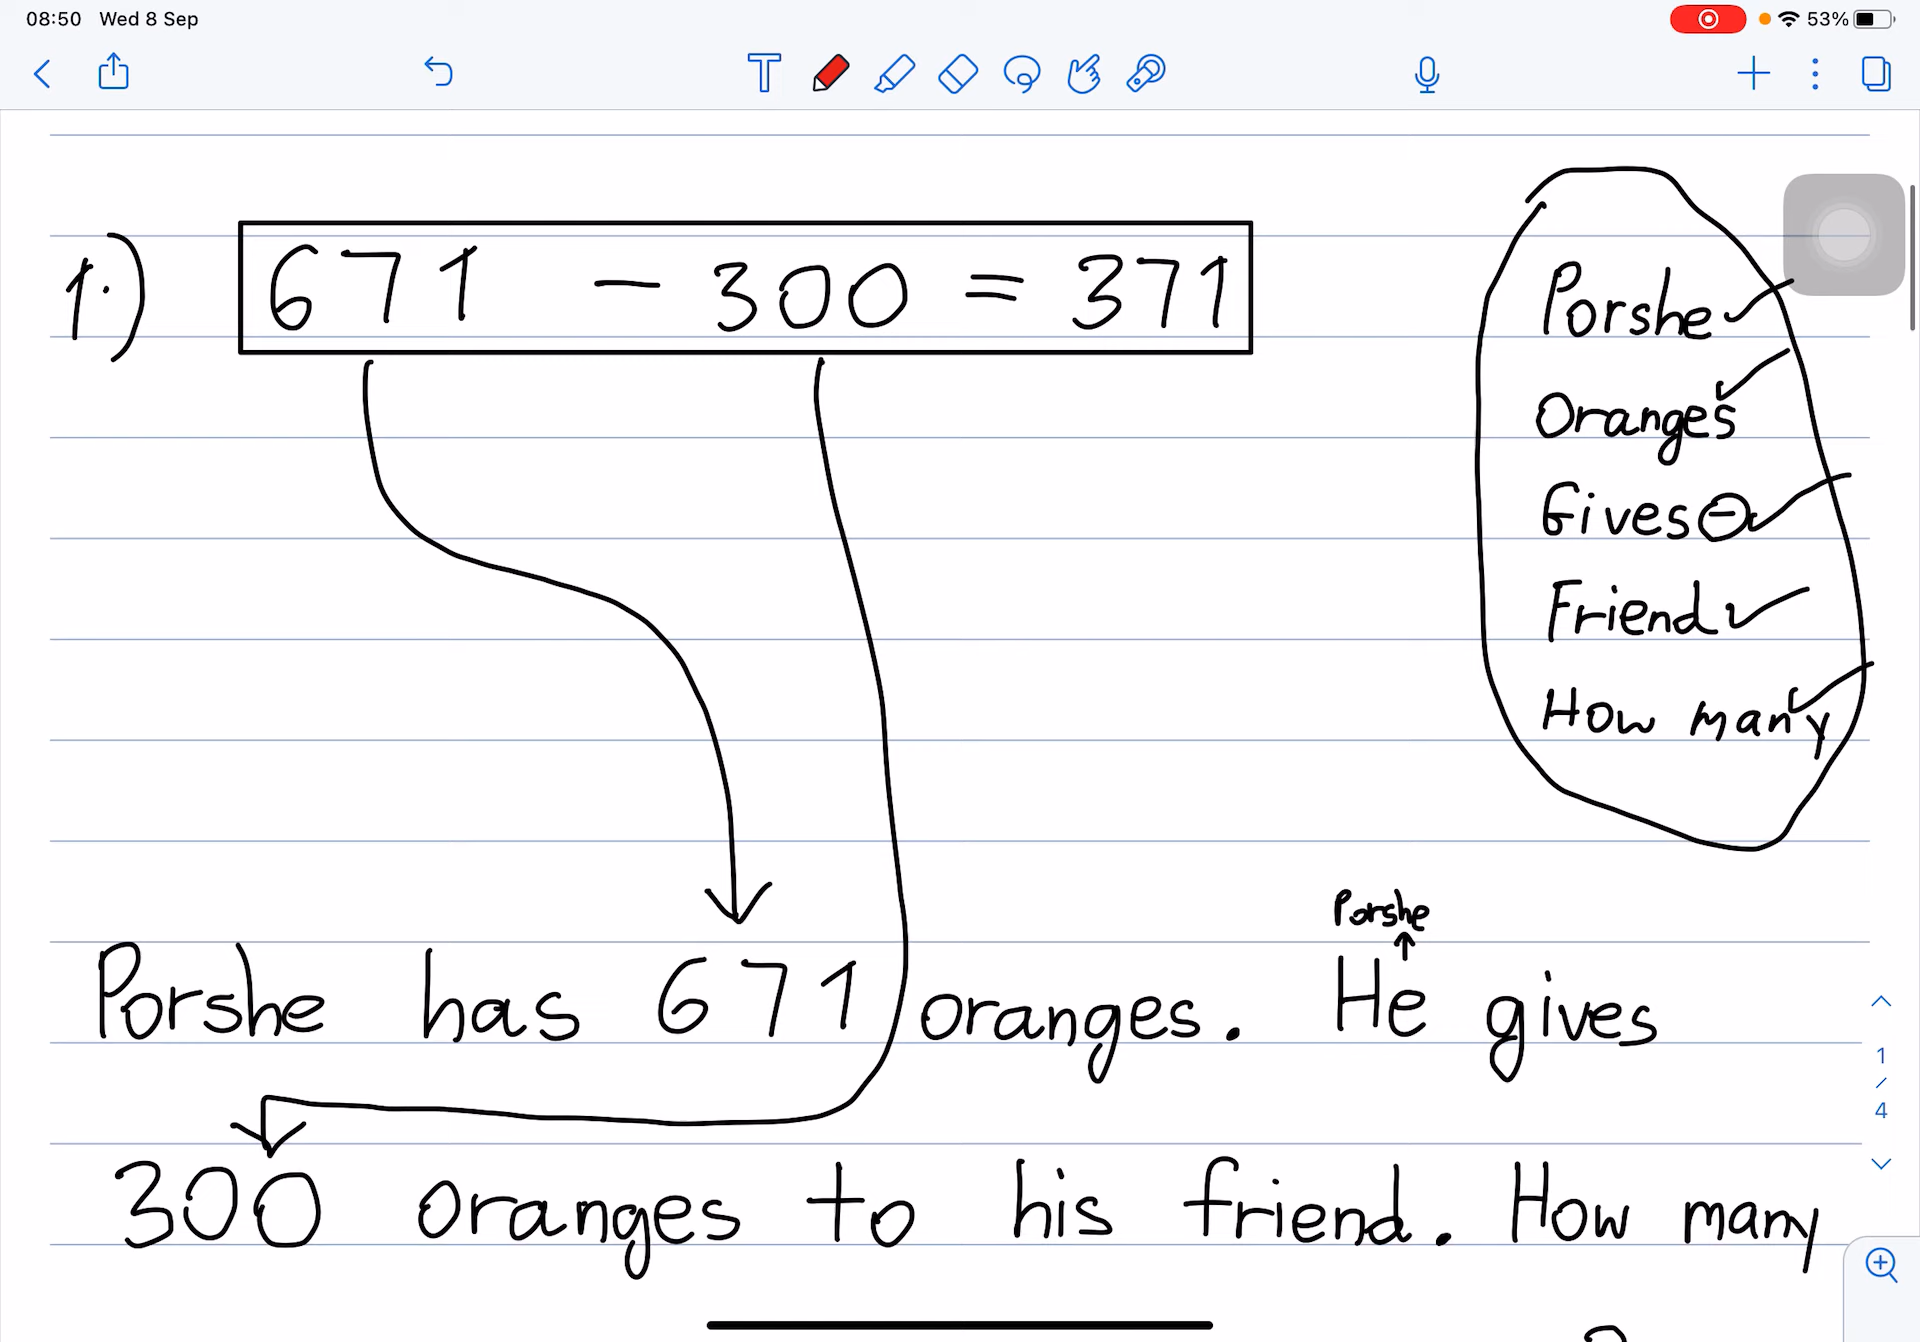 08:50 Wed 8 Sep
53%
T
1.) 671 - 300 = 371
Porshe
Oranges
Gives -
Friend
How many
Porshe
Porshe has 671 oranges. He gives
300 oranges to his friend. How many
1
/
4